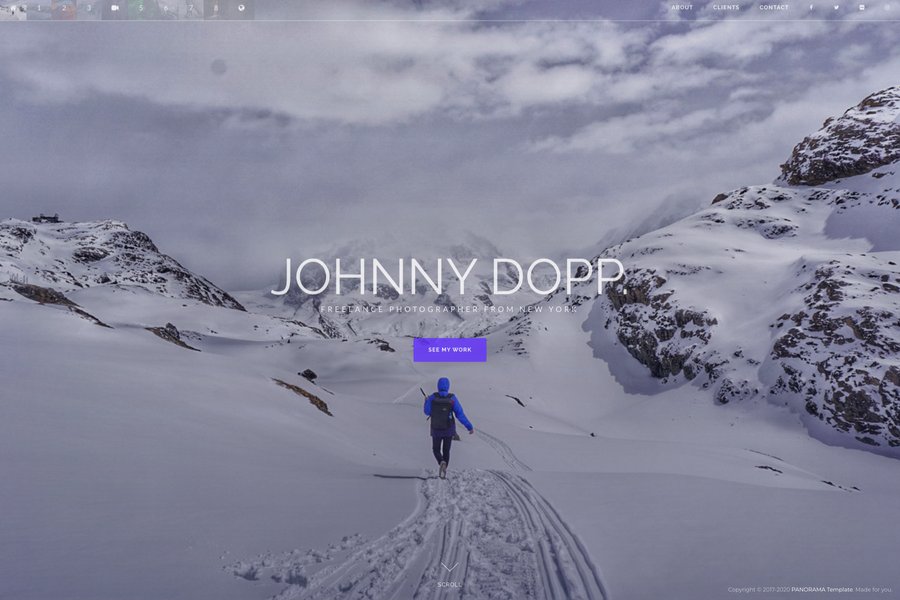 1 2 3 5 6 7 8
ABOUT CLIENTS CONTACT
JOHNNY DOPP.
FREELANCE PHOTOGRAPHER FROM NEW YORK
SEE MY WORK
SCROLL
Copyright © 2017-2020 PANORAMA Template. Made for you.